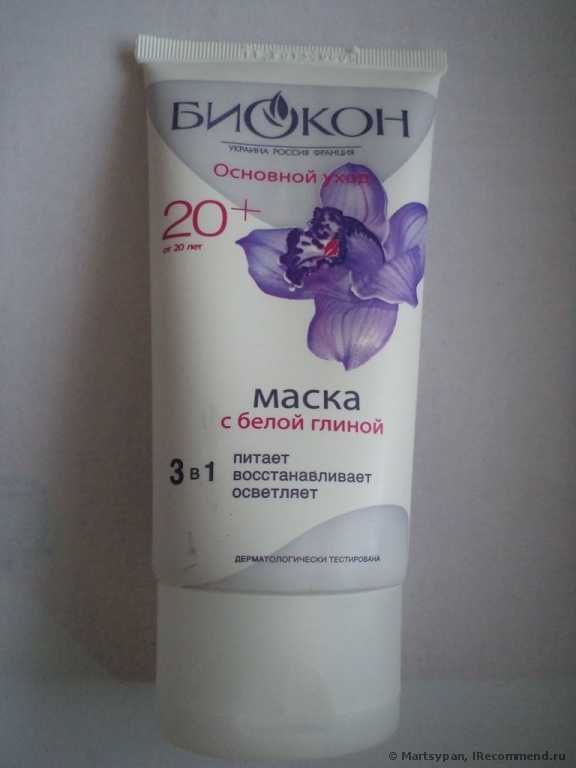 БИОКОН
УКРАИНА РОССИЯ ФРАНЦИЯ
Основной уход
20+
от 20 лет
маска
с белой глиной
3 в 1
питает
восстанавливает
осветляет
ДЕРМАТОЛОГИЧЕСКИ ТЕСТИРОВАНА
© Martsypan, IRecommend.ru